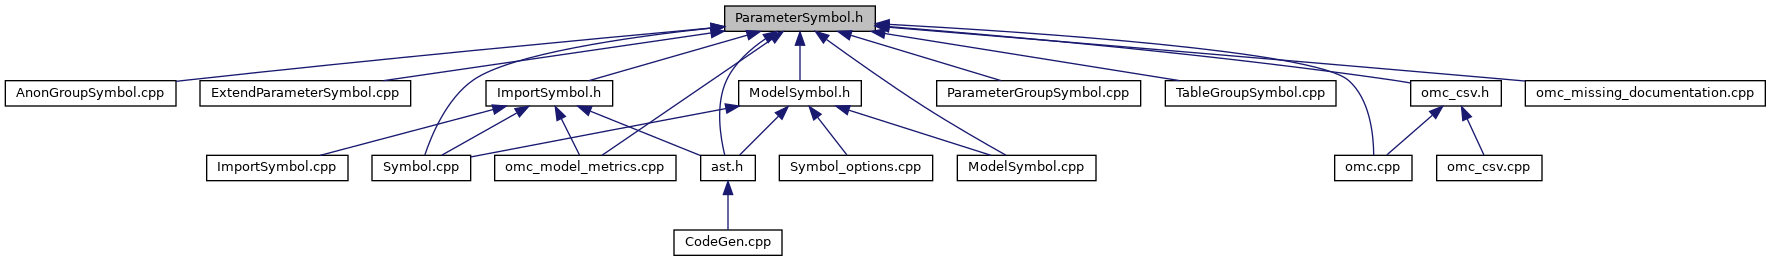 ParameterSymbol.h
AnonGroupSymbol.cpp
ExtendParameterSymbol.cpp
ImportSymbol.h
ModelSymbol.h
ParameterGroupSymbol.cpp
TableGroupSymbol.cpp
omc_csv.h
omc_missing_documentation.cpp
ImportSymbol.cpp
Symbol.cpp
omc_model_metrics.cpp
ast.h
Symbol_options.cpp
ModelSymbol.cpp
omc.cpp
omc_csv.cpp
CodeGen.cpp